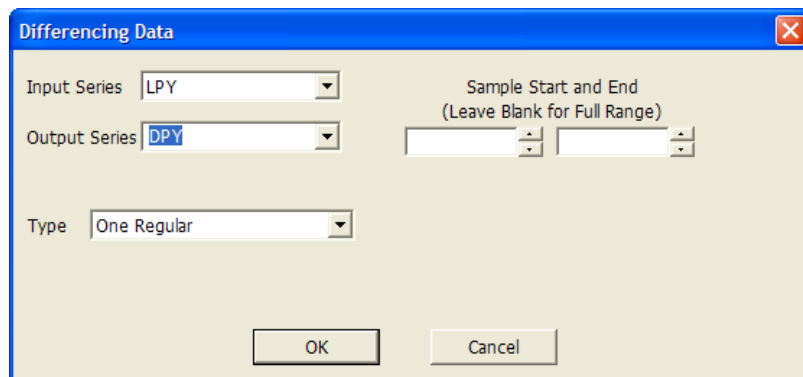 Differencing Data
Input Series LPY
Output Series DPY
Sample Start and End
(Leave Blank for Full Range)
Type One Regular
OK
Cancel